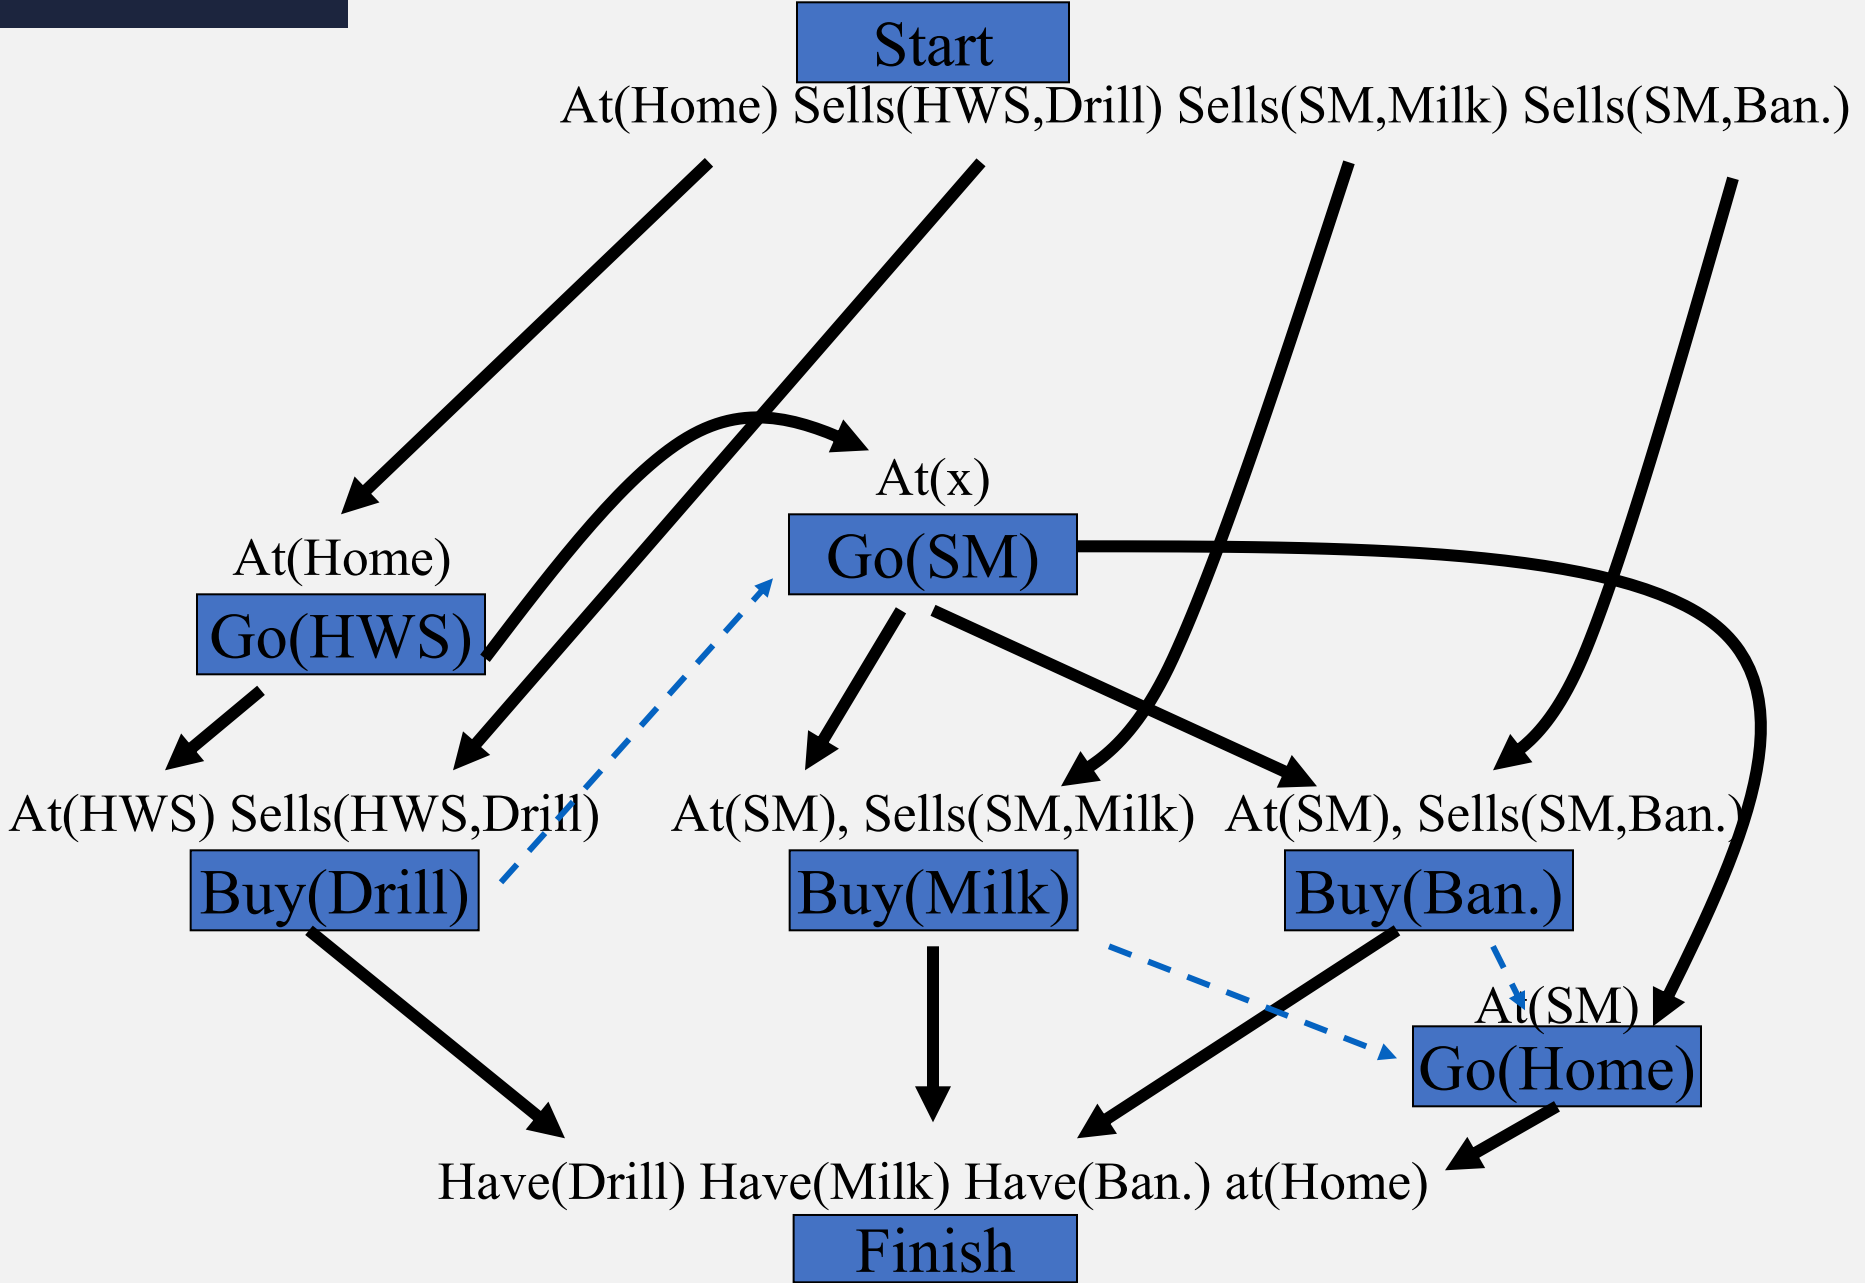 Start
At(Home) Sells(HWS,Drill) Sells(SM,Milk) Sells(SM,Ban.)
At(x)
Go(SM)
At(Home)
Go(HWS)
At(HWS) Sells(HWS,Drill)
At(SM), Sells(SM,Milk)
At(SM), Sells(SM,Ban.)
Buy(Drill)
Buy(Milk)
Buy(Ban.)
At(SM)
Go(Home)
Have(Drill) Have(Milk) Have(Ban.) at(Home)
Finish